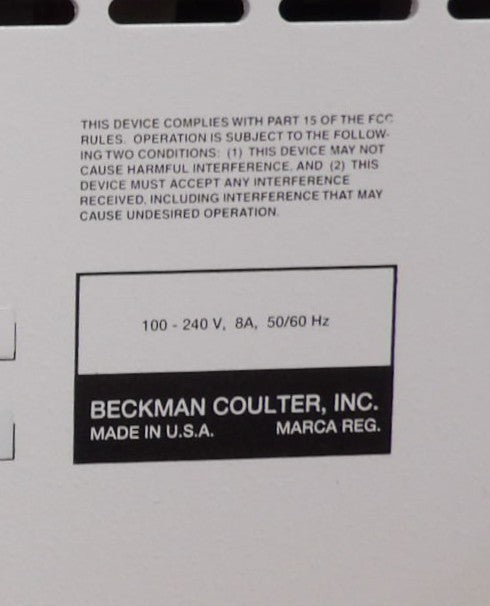 THIS DEVICE COMPLIES WITH PART 15 OF THE FCC
RULES. OPERATION IS SUBJECT TO THE FOLLOW-
ING TWO CONDITIONS: (1) THIS DEVICE MAY NOT
CAUSE HARMFUL INTERFERENCE, AND (2) THIS
DEVICE MUST ACCEPT ANY INTERFERENCE
RECEIVED, INCLUDING INTERFERENCE THAT MAY
CAUSE UNDESIRED OPERATION.
100 - 240 V, 8A, 50/60 Hz
BECKMAN COULTER, INC.
MADE IN U.S.A. MARCA REG.